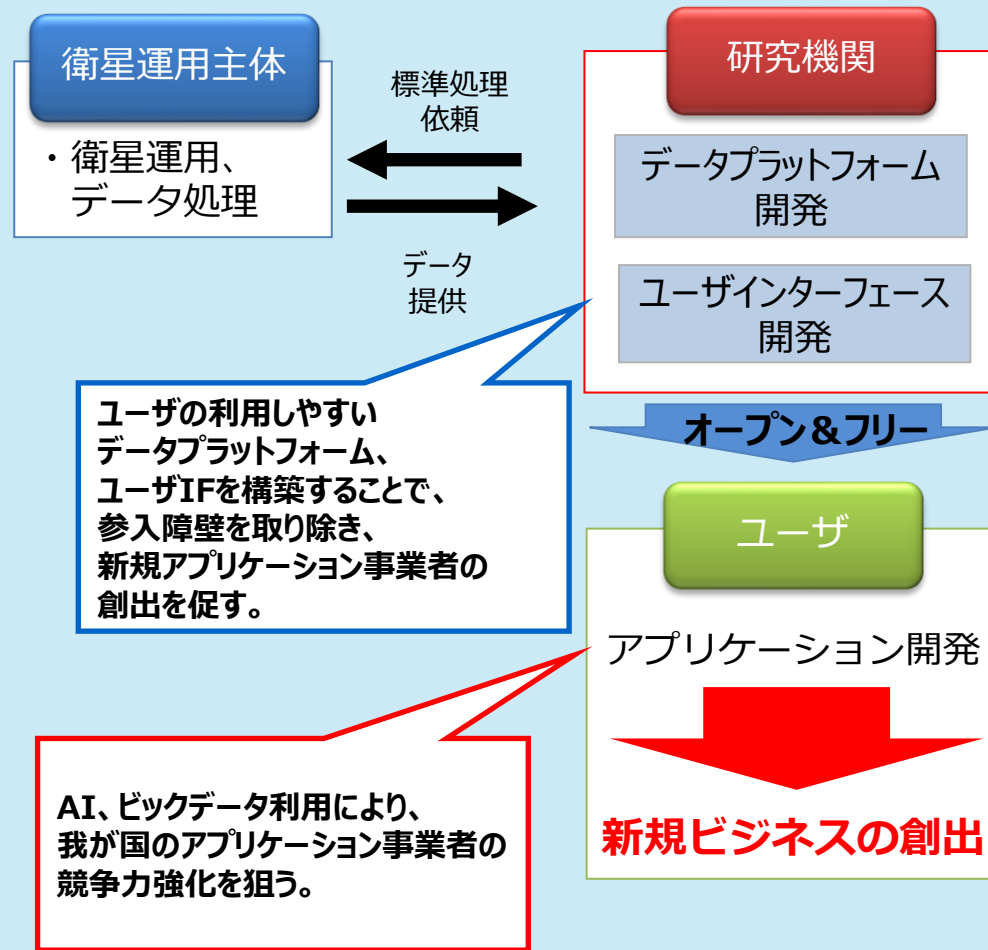 衛星運用主体
・衛星運用、
データ処理
標準処理
依頼
データ
提供
研究機関
データプラットフォーム
開発
ユーザインターフェース
開発
ユーザの利用しやすい
データプラットフォーム、
ユーザIFを構築することで、
参入障壁を取り除き、
新規アプリケーション事業者の
創出を促す。
オープン＆フリー
ユーザ
アプリケーション開発
AI、ビックデータ利用により、
我が国のアプリケーション事業者の
競争力強化を狙う。
新規ビジネスの創出